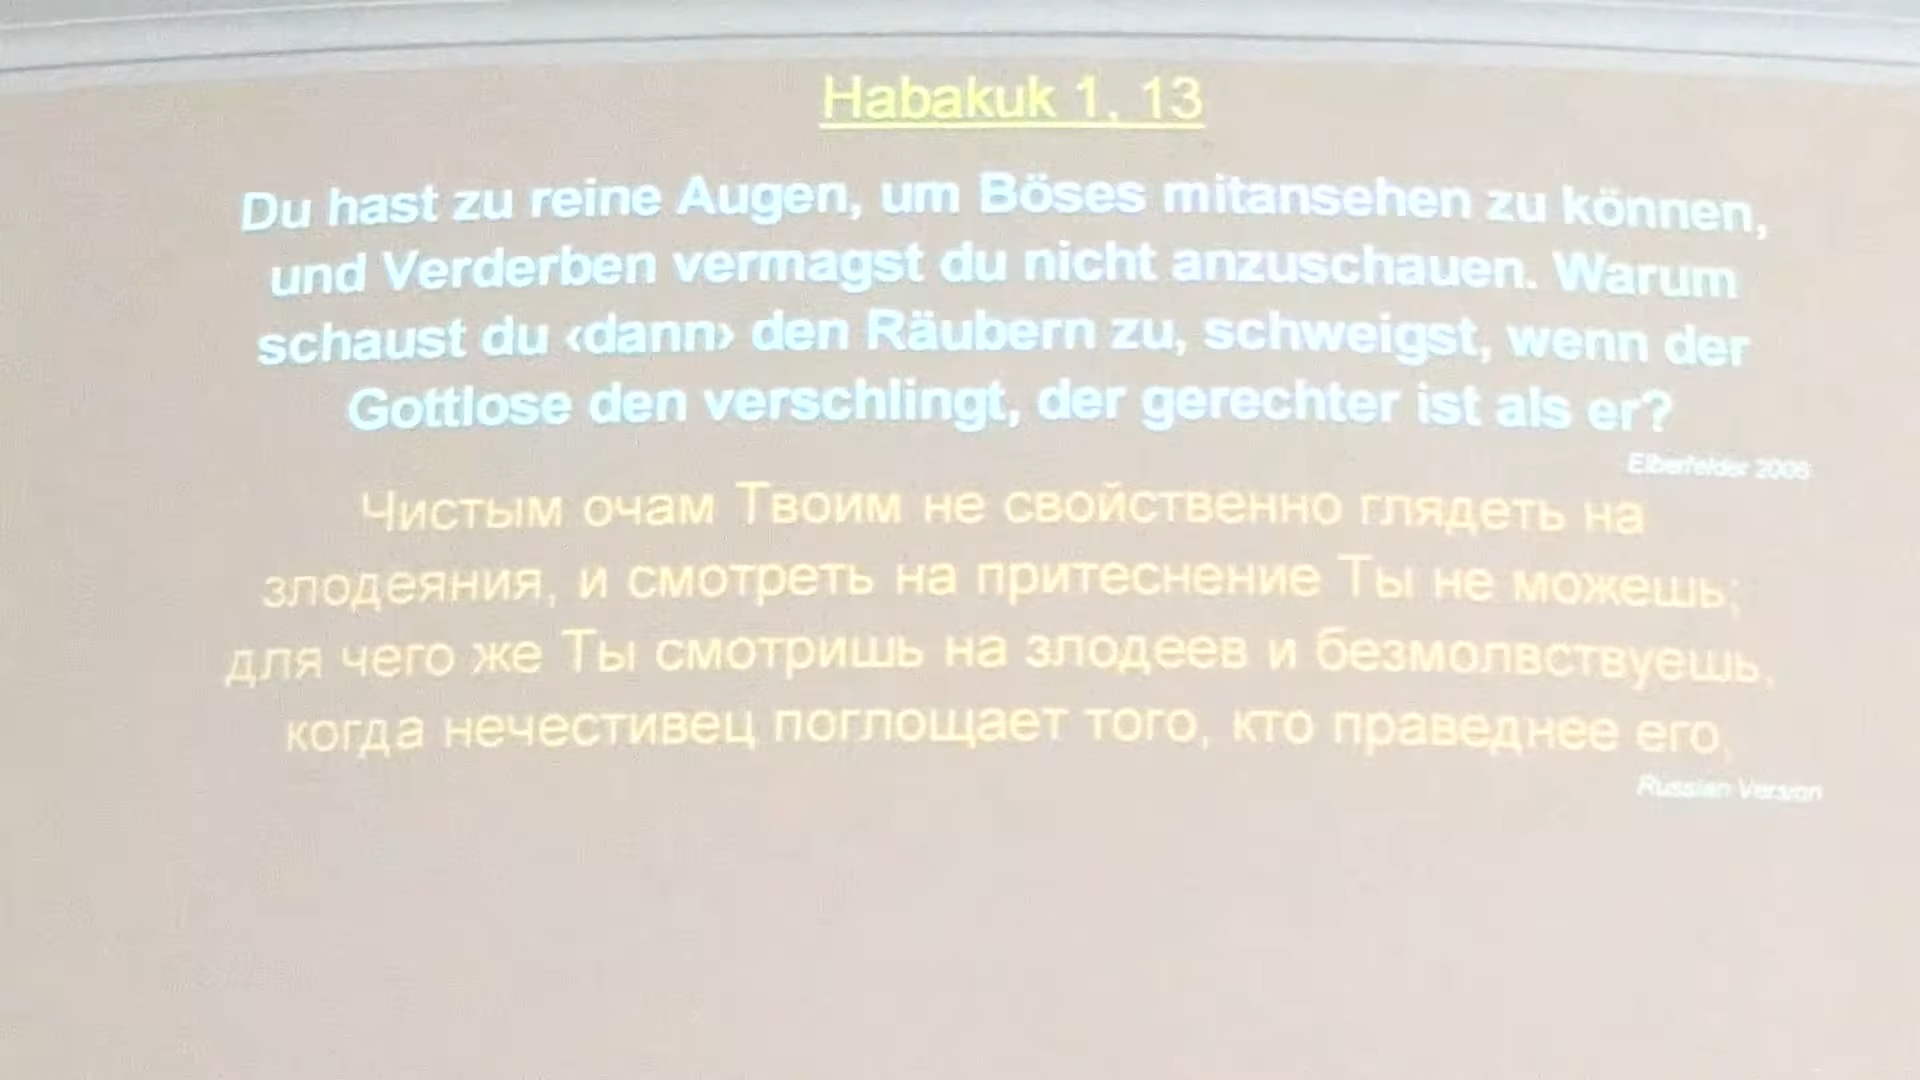 Habakuk 1, 13
Du hast zu reine Augen, um Böses mitansehen zu können,
und Verderben vermagst du nicht anzuschauen. Warum
schaust du ‹dann› den Räubern zu, schweigst, wenn der
Gottlose den verschlingt, der gerechter ist als er?
Elberfelder 2006
Чистым очам Твоим не свойственно глядеть на
злодеяния, и смотреть на притеснение Ты не можешь;
для чего же Ты смотришь на злодеев и безмолвствуешь,
когда нечестивец поглощает того, кто праведнее его,
Russian Version